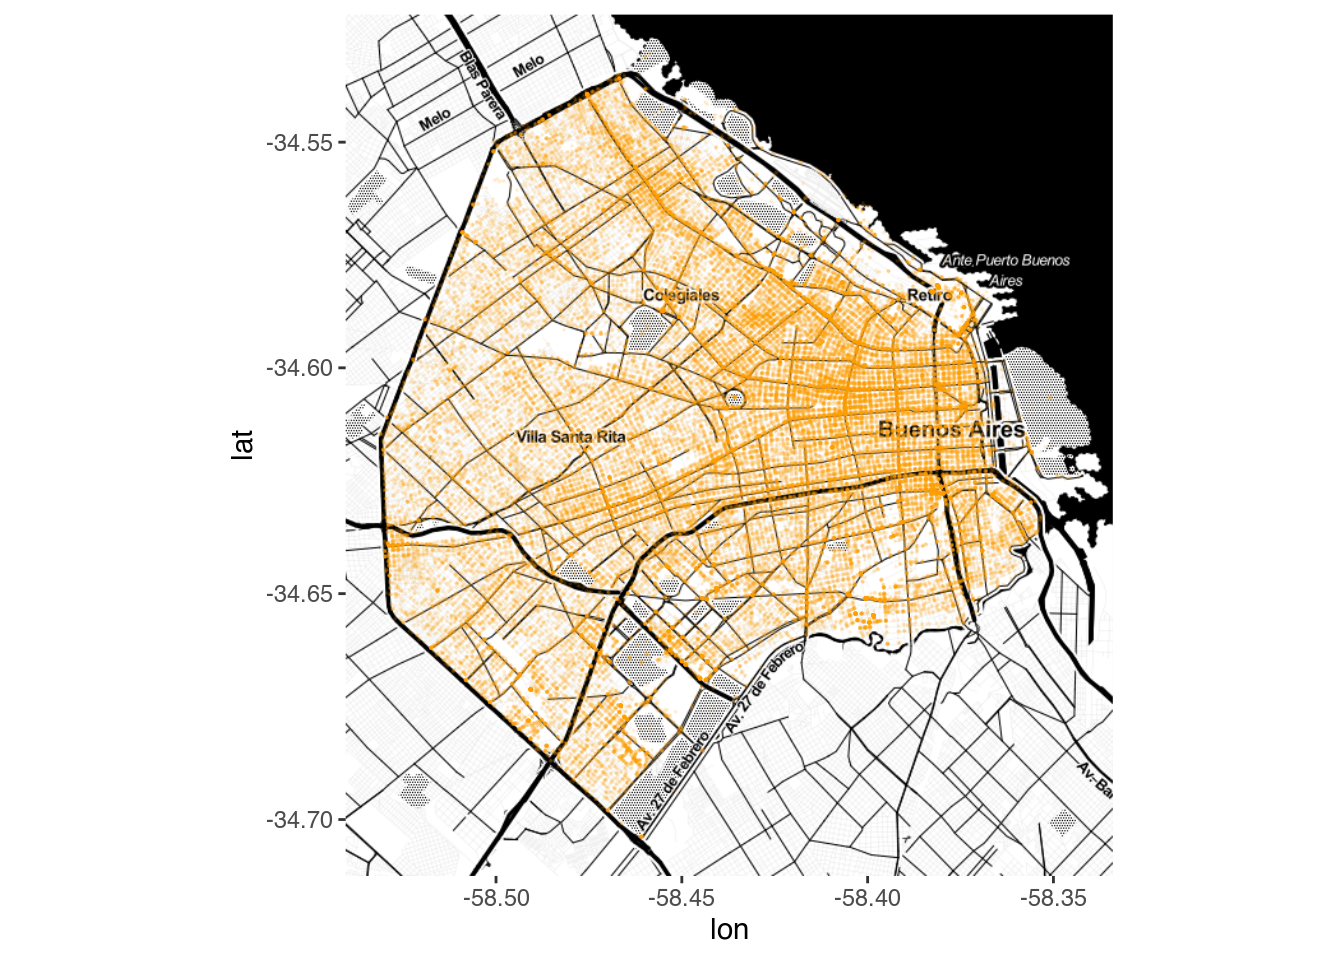 Blas Parera
Melo
Melo
-34.55
Ante Puerto Buenos
Aires
Colegiales
Retiro
-34.60
Villa Santa Rita
Buenos Aires
lat
-34.65
Av. 27 de Febrero
Av. 27 de Febrero
Av. Ba
-34.70
-58.50
-58.45
-58.40
-58.35
lon